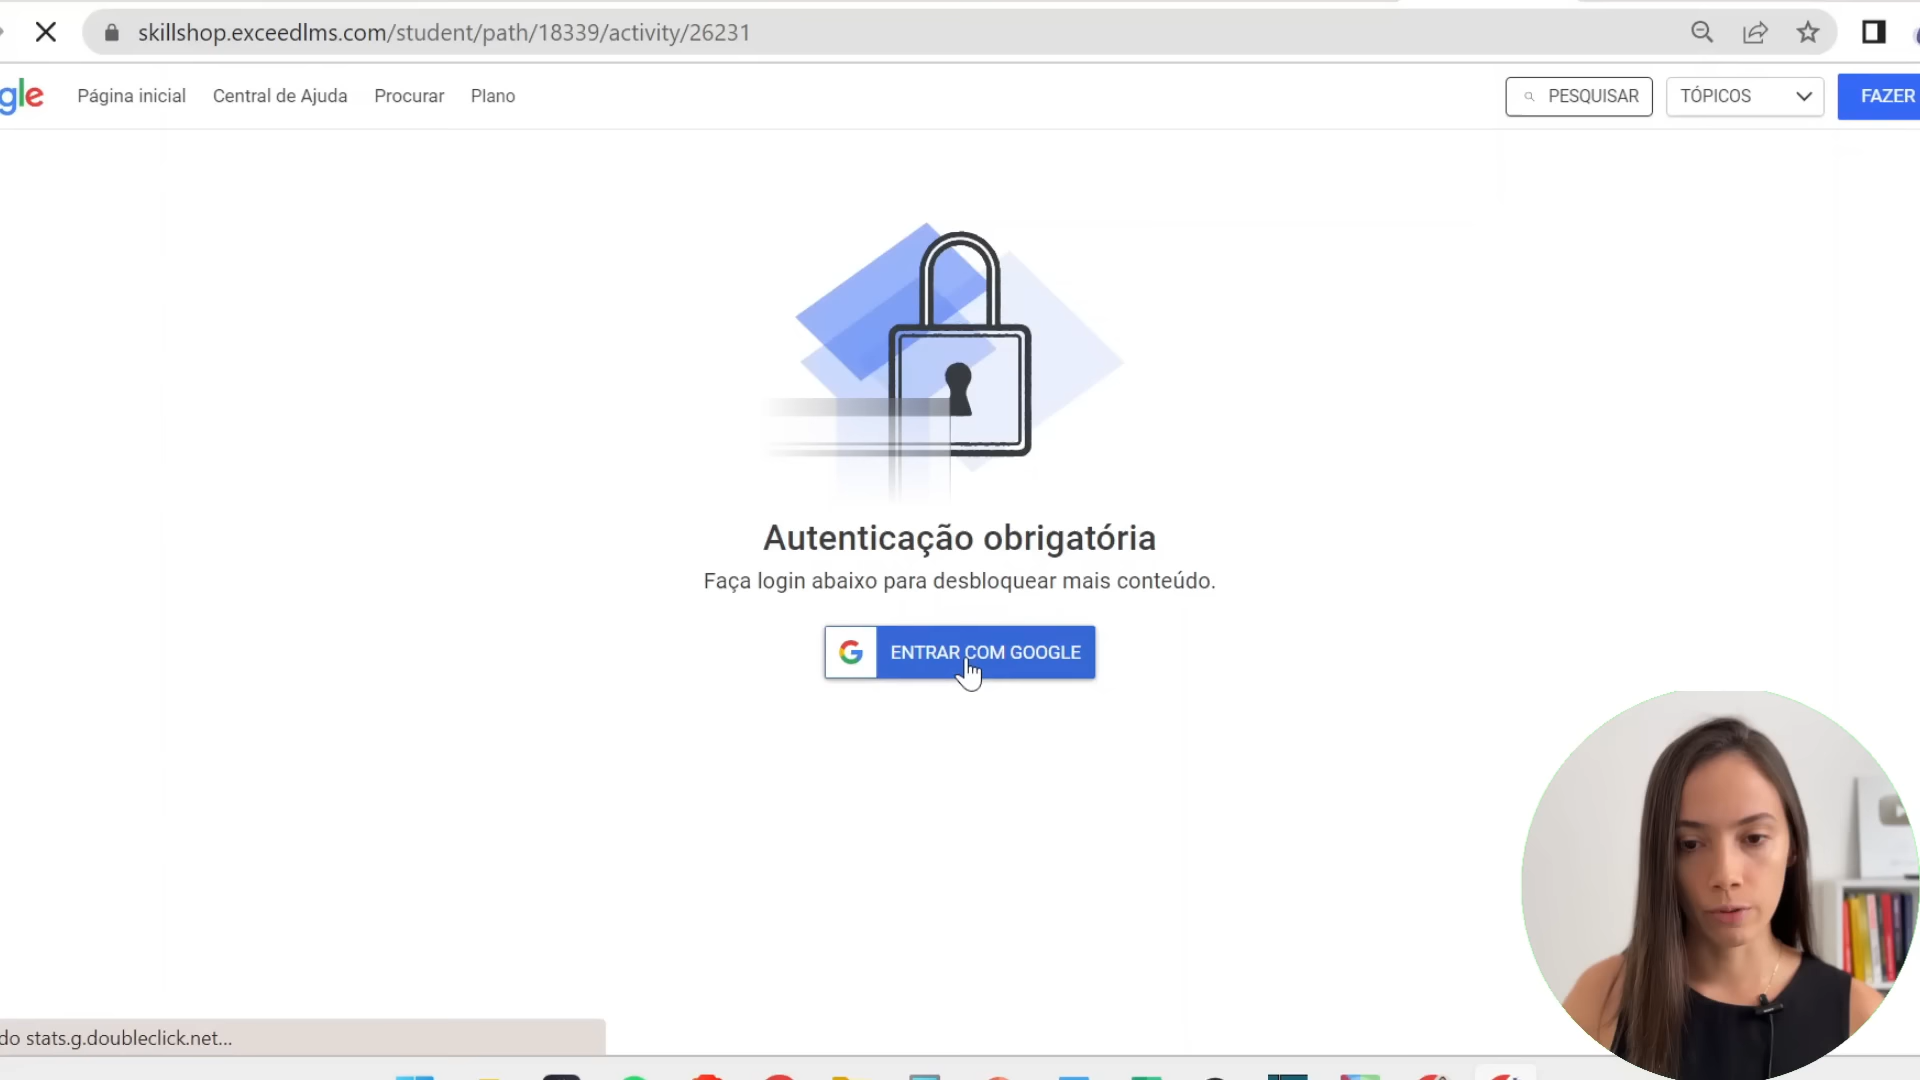 skillshop.exceedlms.com/student/path/18339/activity/26231
gle
Página inicial
Central de Ajuda
Procurar
Plano
PESQUISAR
TÓPICOS
FAZER
Autenticação obrigatória
Faça login abaixo para desbloquear mais conteúdo.
G ENTRAR COM GOOGLE
do stats.g.doubleclick.net...